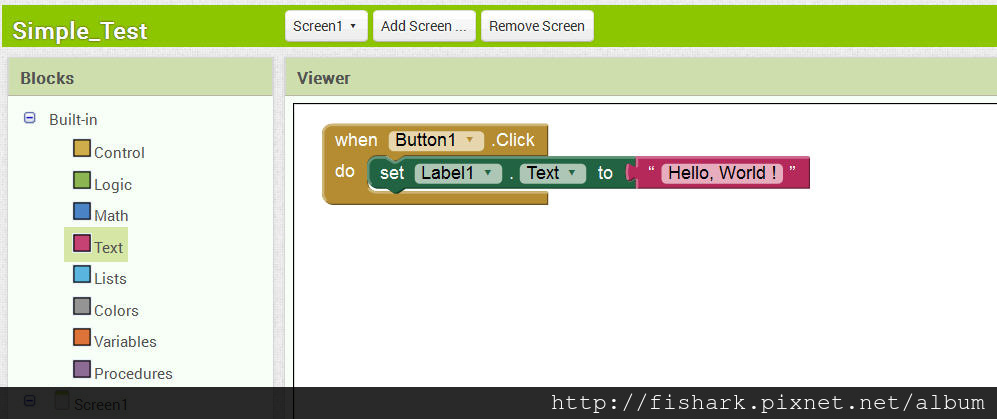 Simple_Test
Screen1 ▾ Add Screen ... Remove Screen
Blocks
Viewer
Built-in
Control
Logic
Math
Text
Lists
Colors
Variables
Procedures
Screen1
when Button1 ▾ .Click
do set Label1 ▾ . Text ▾ to “ Hello, World ! ”
http://fishark.pixnet.net/album